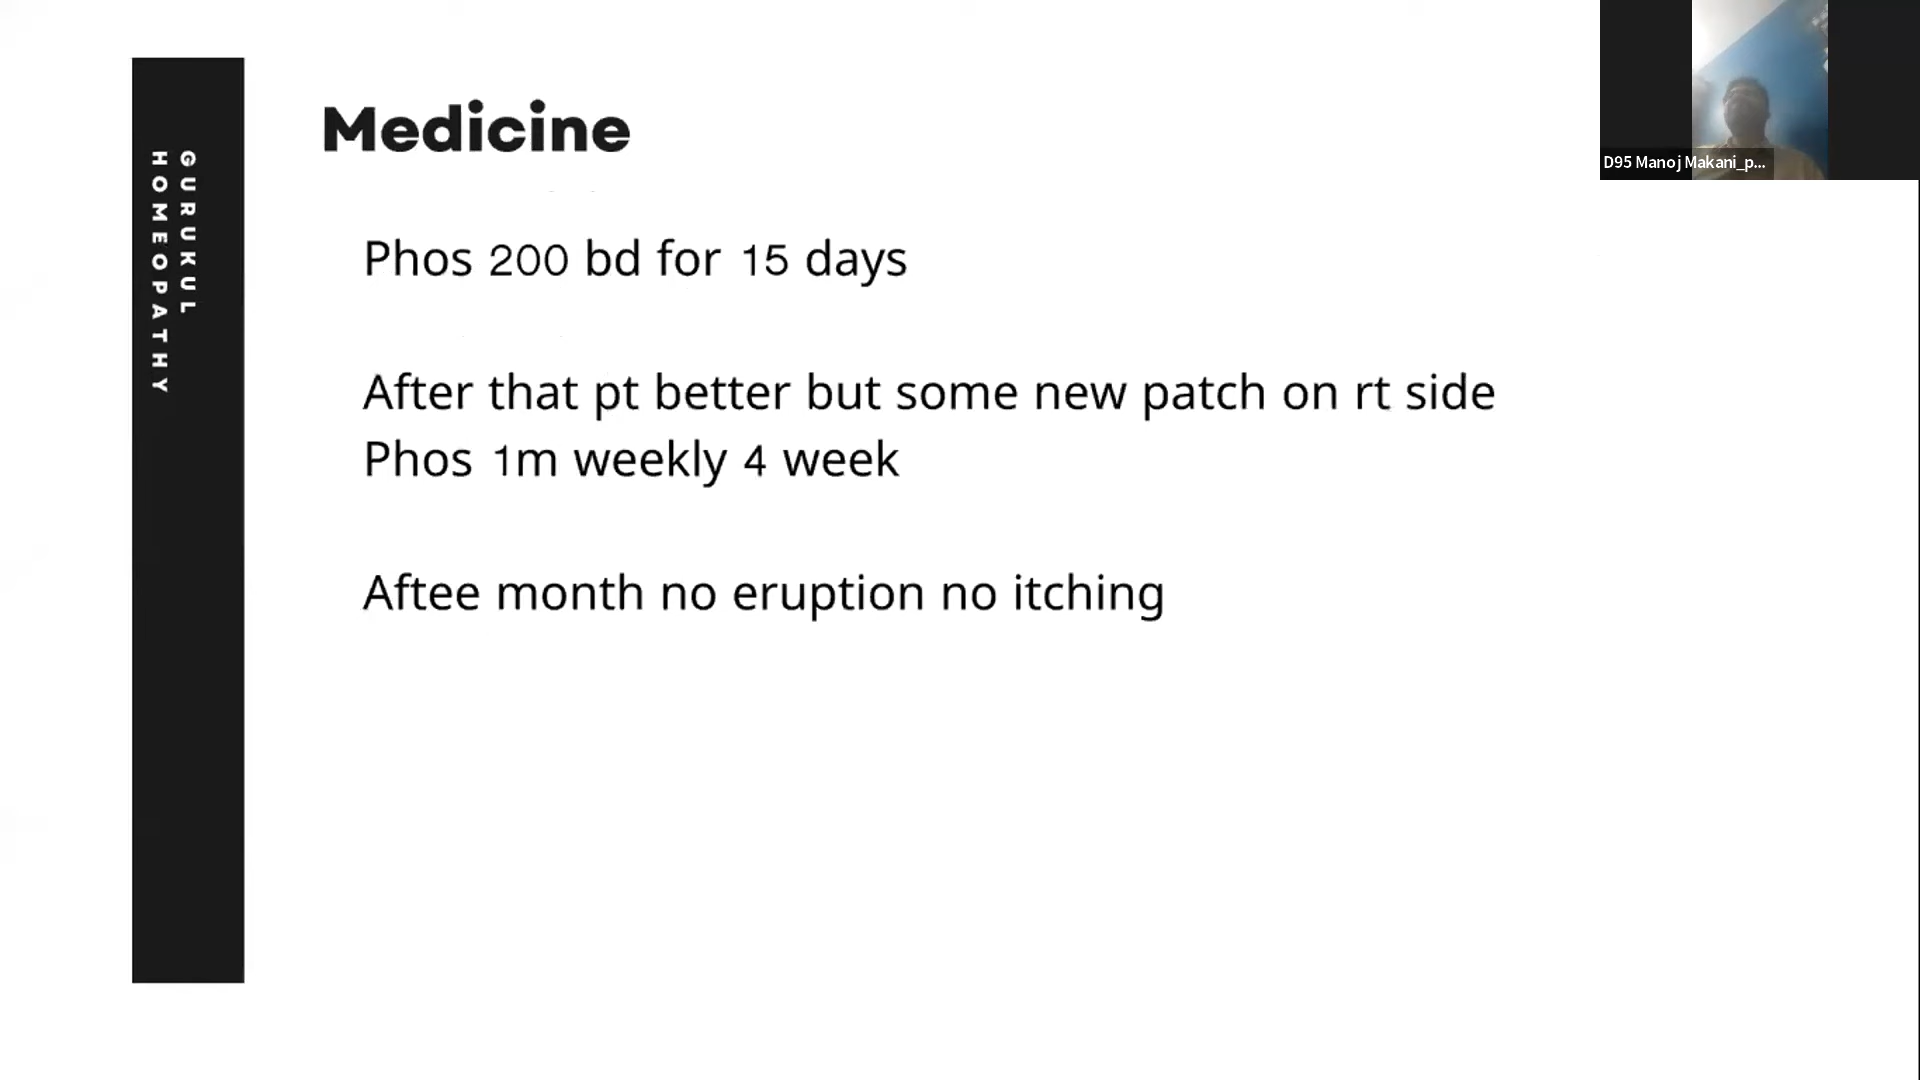 GURUKUL
HOMEOPATHY
Medicine
Phos 200 bd for 15 days
After that pt better but some new patch on rt side
Phos 1m weekly 4 week
Aftee month no eruption no itching
D95 Manoj Makani_p...